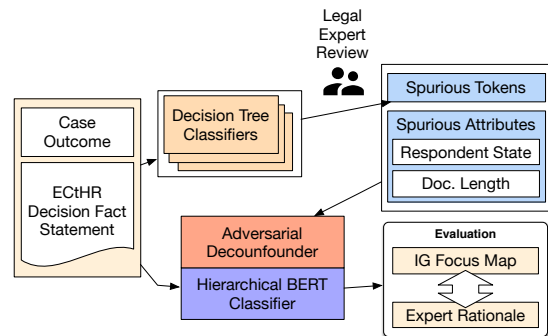 Legal
Expert
Review
Case
Outcome
ECtHR
Decision Fact
Statement
Decision Tree
Classifiers
Spurious Tokens
Spurious Attributes
Respondent State
Doc. Length
Adversarial
Decounfounder
Hierarchical BERT
Classifier
Evaluation
IG Focus Map
Expert Rationale